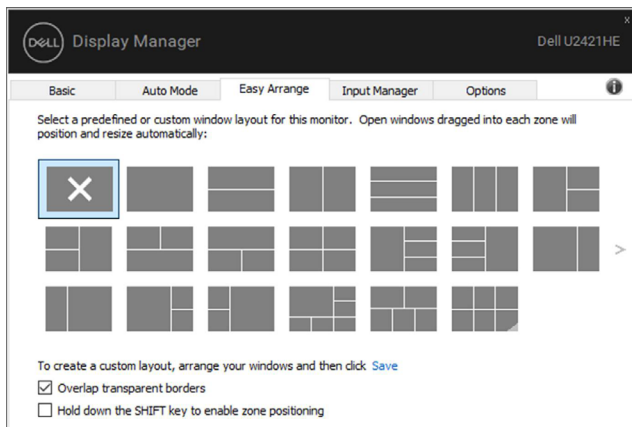 x
DELL Display Manager Dell U2421HE
Basic Auto Mode Easy Arrange Input Manager Options
Select a predefined or custom window layout for this monitor. Open windows dragged into each zone will
position and resize automatically:
>
To create a custom layout, arrange your windows and then click Save
Overlap transparent borders
Hold down the SHIFT key to enable zone positioning